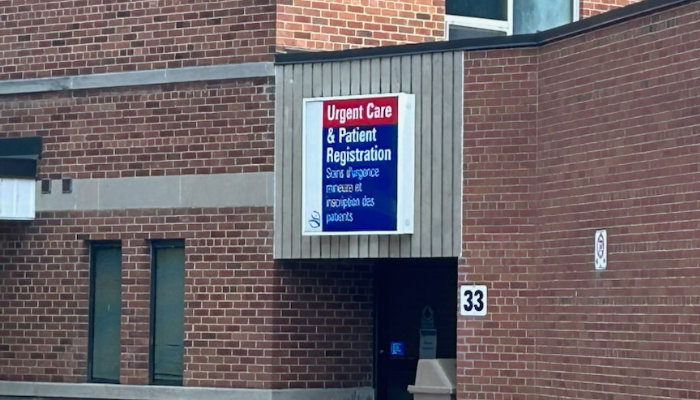 Urgent Care
& Patient
Registration
Soins d'urgence
mineure et
inscription des
patients
33